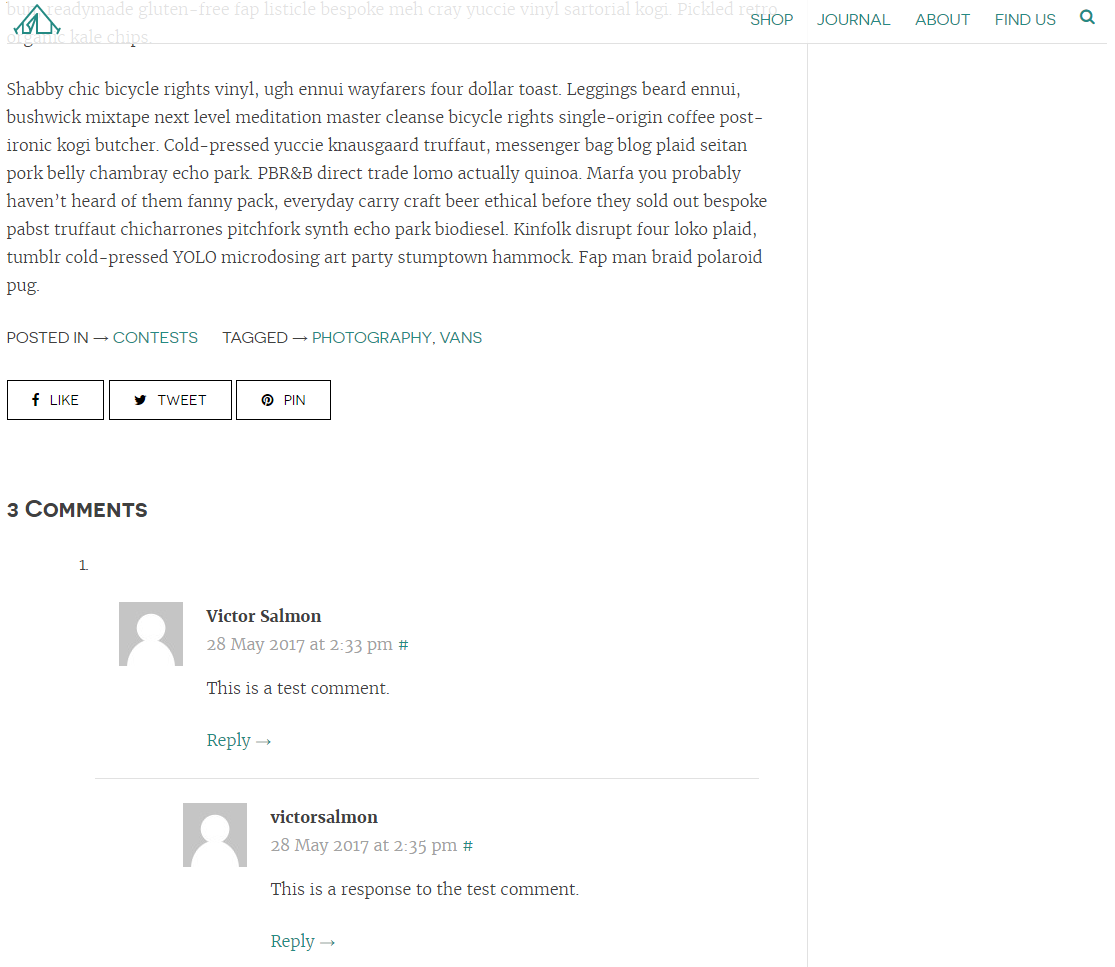 SHOP JOURNAL ABOUT FIND US
bun readymade gluten-free fap listicle bespoke meh cray yuccie vinyl sartorial kogi. Pickled retro
organic kale chips.
Shabby chic bicycle rights vinyl, ugh ennui wayfarers four dollar toast. Leggings beard ennui,
bushwick mixtape next level meditation master cleanse bicycle rights single-origin coffee post-
ironic kogi butcher. Cold-pressed yuccie knausgaard truffaut, messenger bag blog plaid seitan
pork belly chambray echo park. PBR&B direct trade lomo actually quinoa. Marfa you probably
haven’t heard of them fanny pack, everyday carry craft beer ethical before they sold out bespoke
pabst truffaut chicharrones pitchfork synth echo park biodiesel. Kinfolk disrupt four loko plaid,
tumblr cold-pressed YOLO microdosing art party stumptown hammock. Fap man braid polaroid
pug.
POSTED IN → CONTESTS TAGGED → PHOTOGRAPHY, VANS
LIKE TWEET PIN
3 Comments
1.
Victor Salmon
28 May 2017 at 2:33 pm #
This is a test comment.
Reply →
victorsalmon
28 May 2017 at 2:35 pm #
This is a response to the test comment.
Reply →